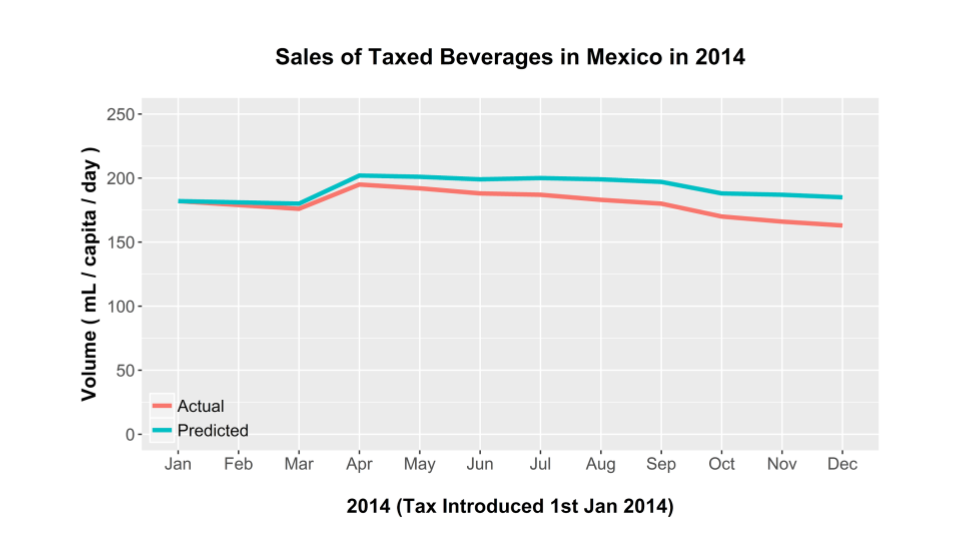 Sales of Taxed Beverages in Mexico in 2014
Volume ( mL / capita / day )
250
200
150
100
50
0
Actual
Predicted
Jan Feb Mar Apr May Jun Jul Aug Sep Oct Nov Dec
2014 (Tax Introduced 1st Jan 2014)